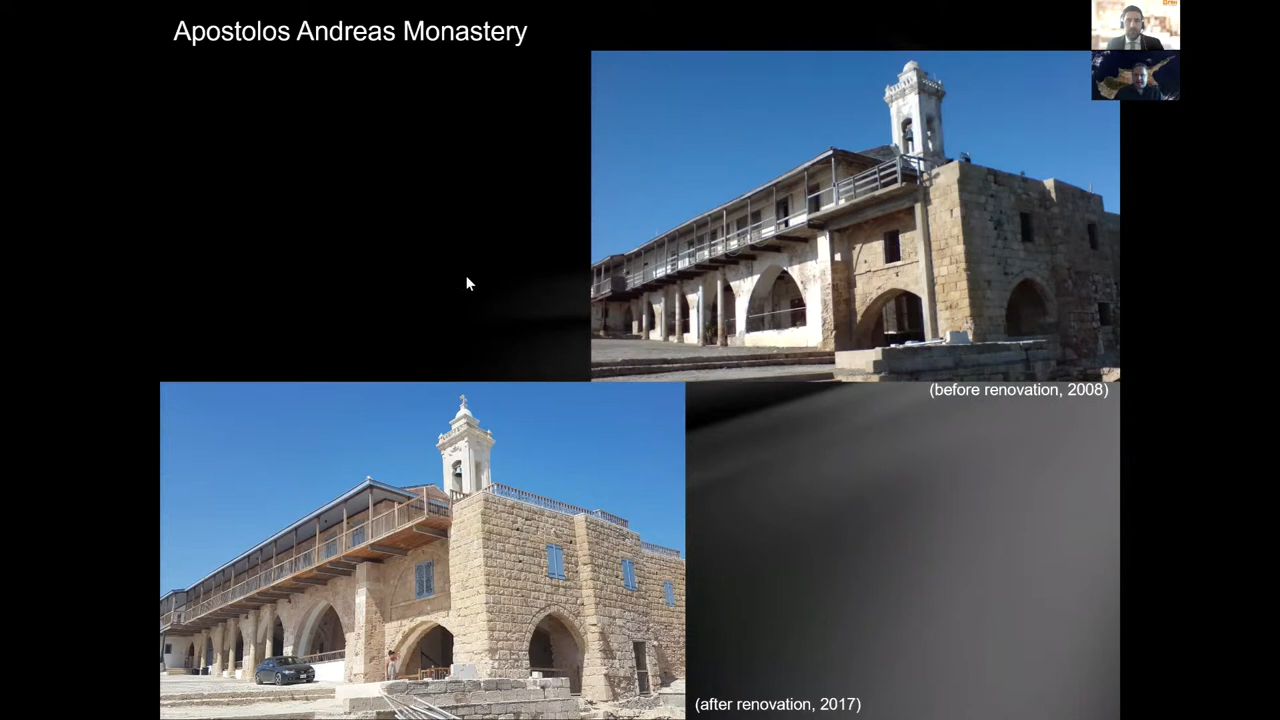 Apostolos Andreas Monastery
(before renovation, 2008)
(after renovation, 2017)